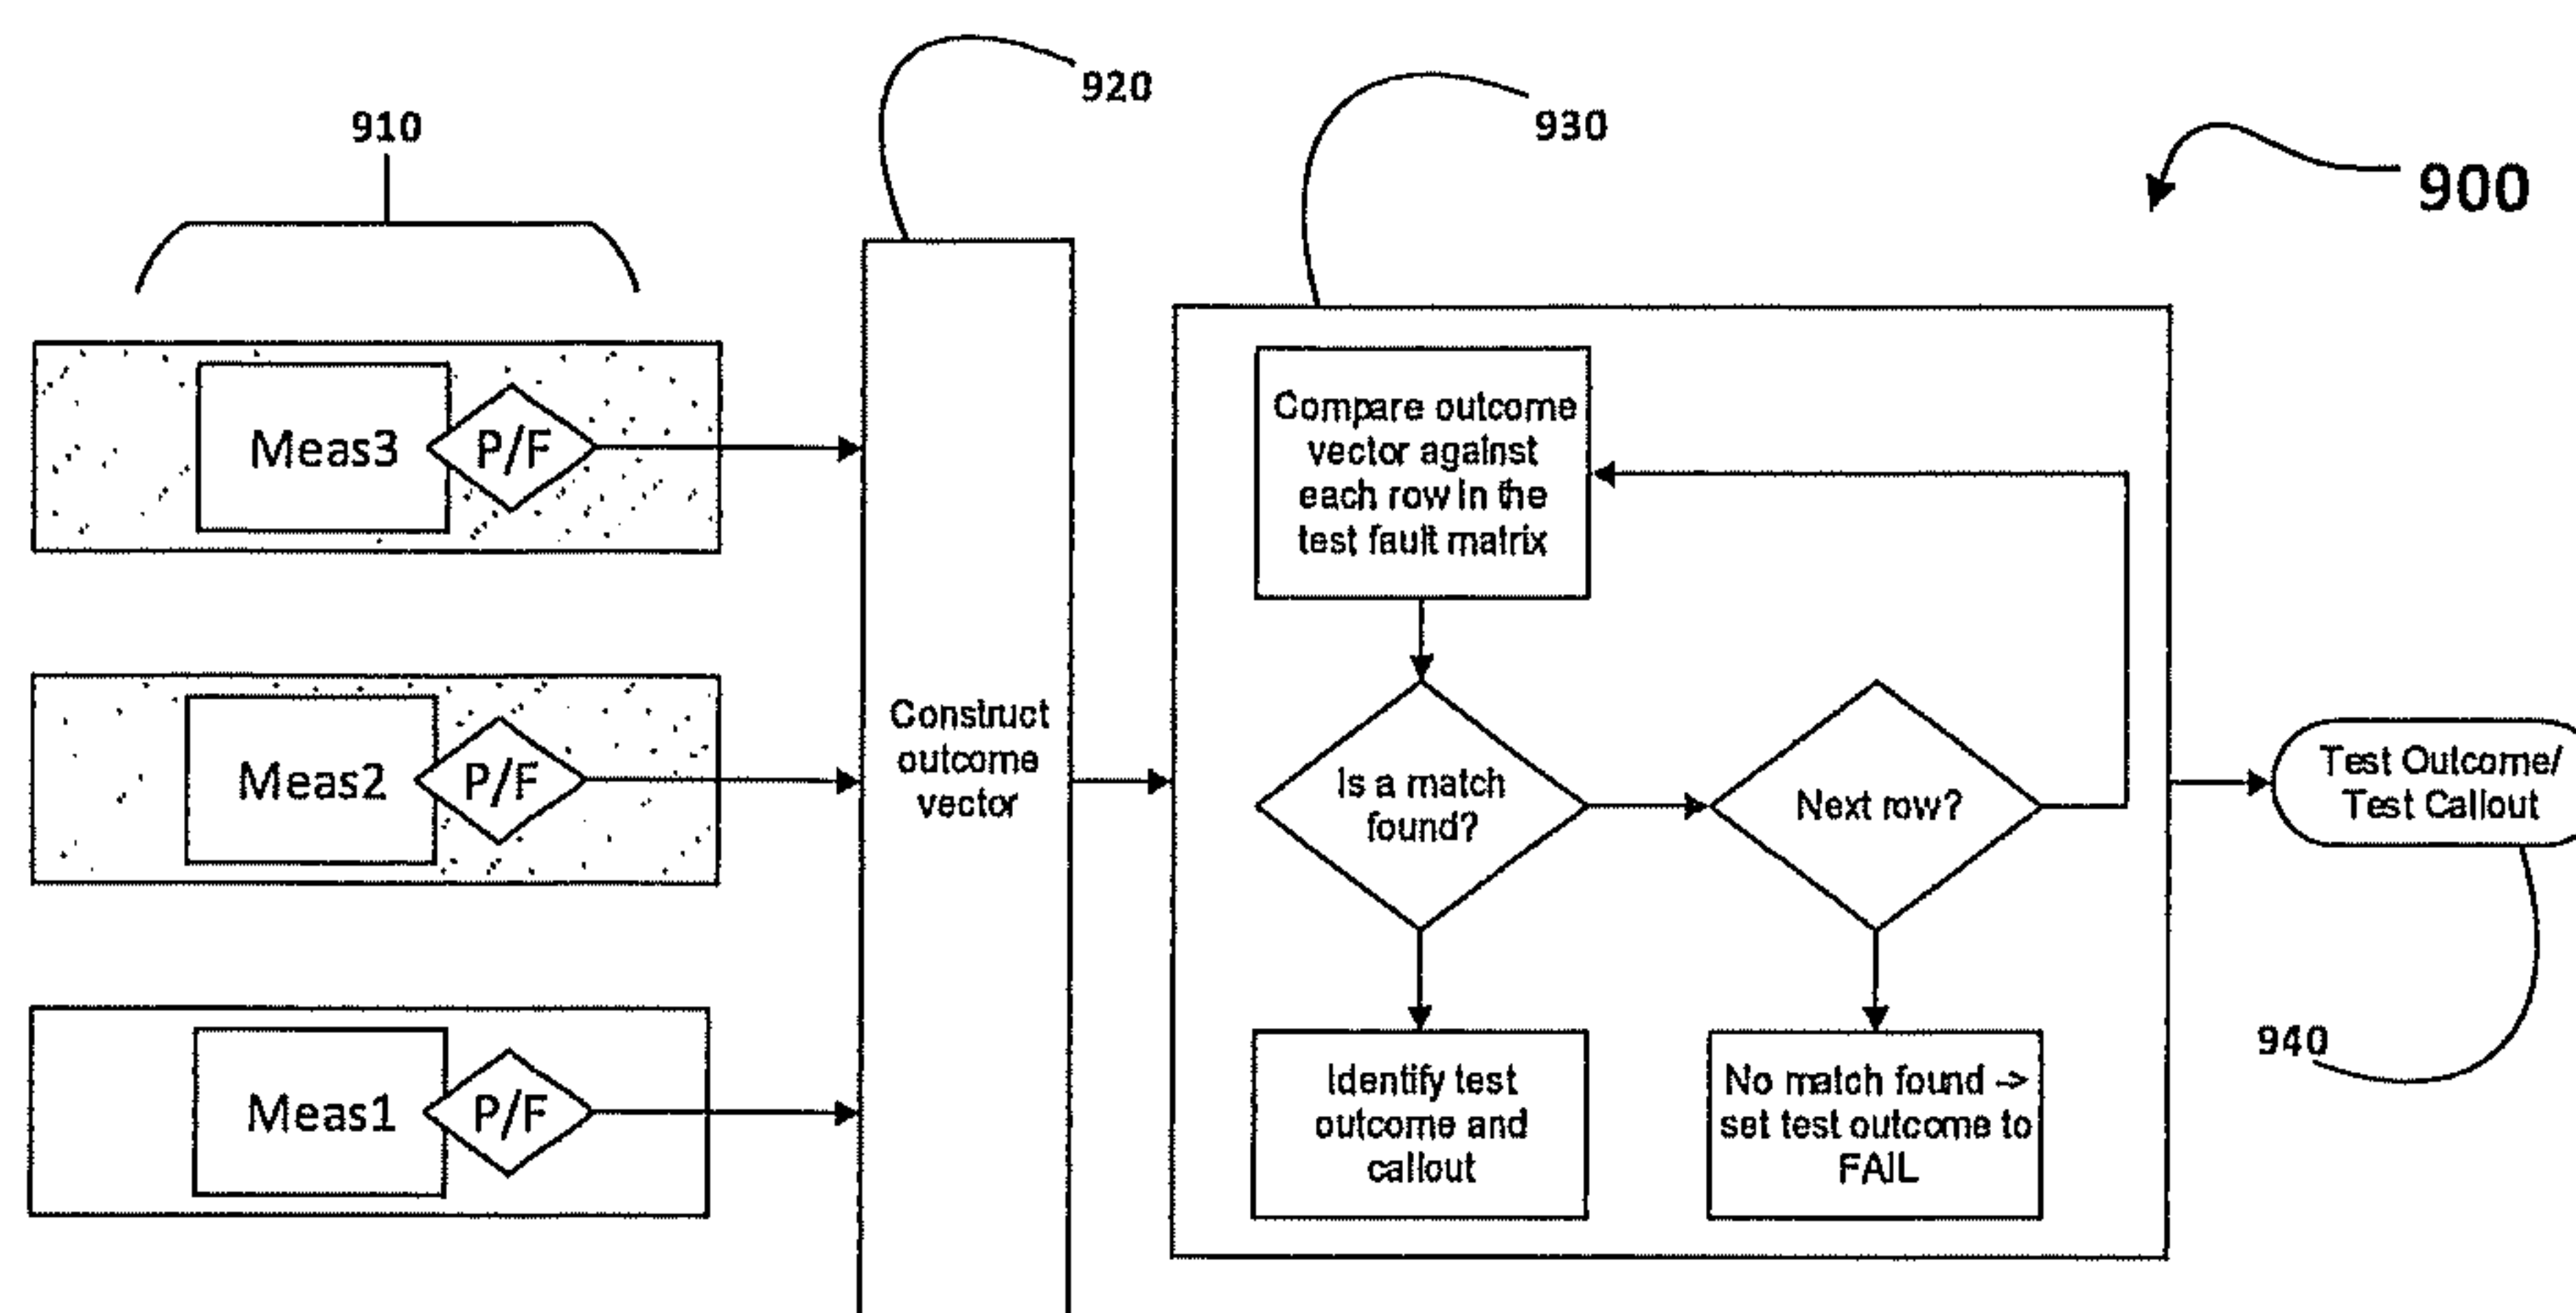 920
910
930
900
Meas3
P/F
Compare outcome
vector against
each row in the
test fault matrix
Meas2
P/F
Construct
outcome
vector
Is a match
found?
Next row?
Test Outcome/
Test Callout
Meas1
P/F
Identify test
outcome and
callout
No match found ->
set test outcome to
FAIL
940